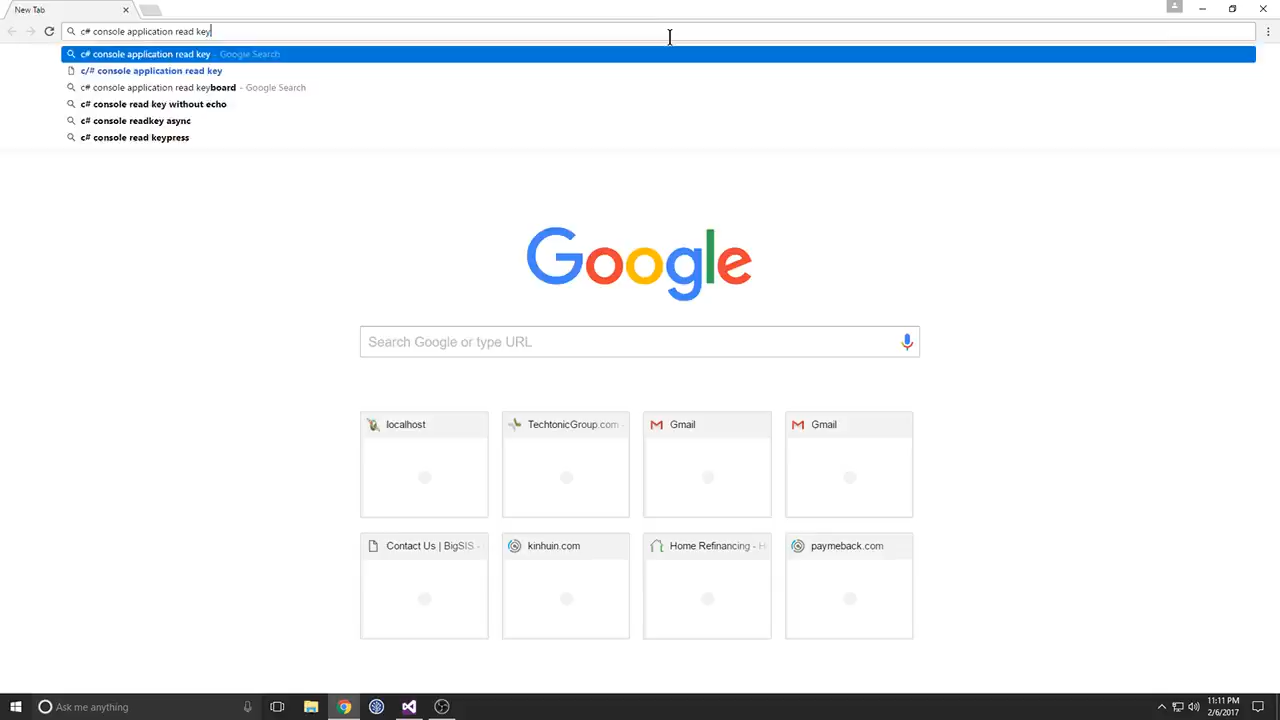 New Tab
c# console application read key
c# console application read key - Google Search
c/# console application read key
c# console application read keyboard - Google Search
c# console read key without echo
c# console readkey async
c# console read keypress
Google
Search Google or type URL
localhost
TechtonicGroup.com -
Gmail
Gmail
Contact Us | BigSIS -
kinhuin.com
Home Refinancing - H
paymeback.com
Ask me anything
11:11 PM
2/6/2017